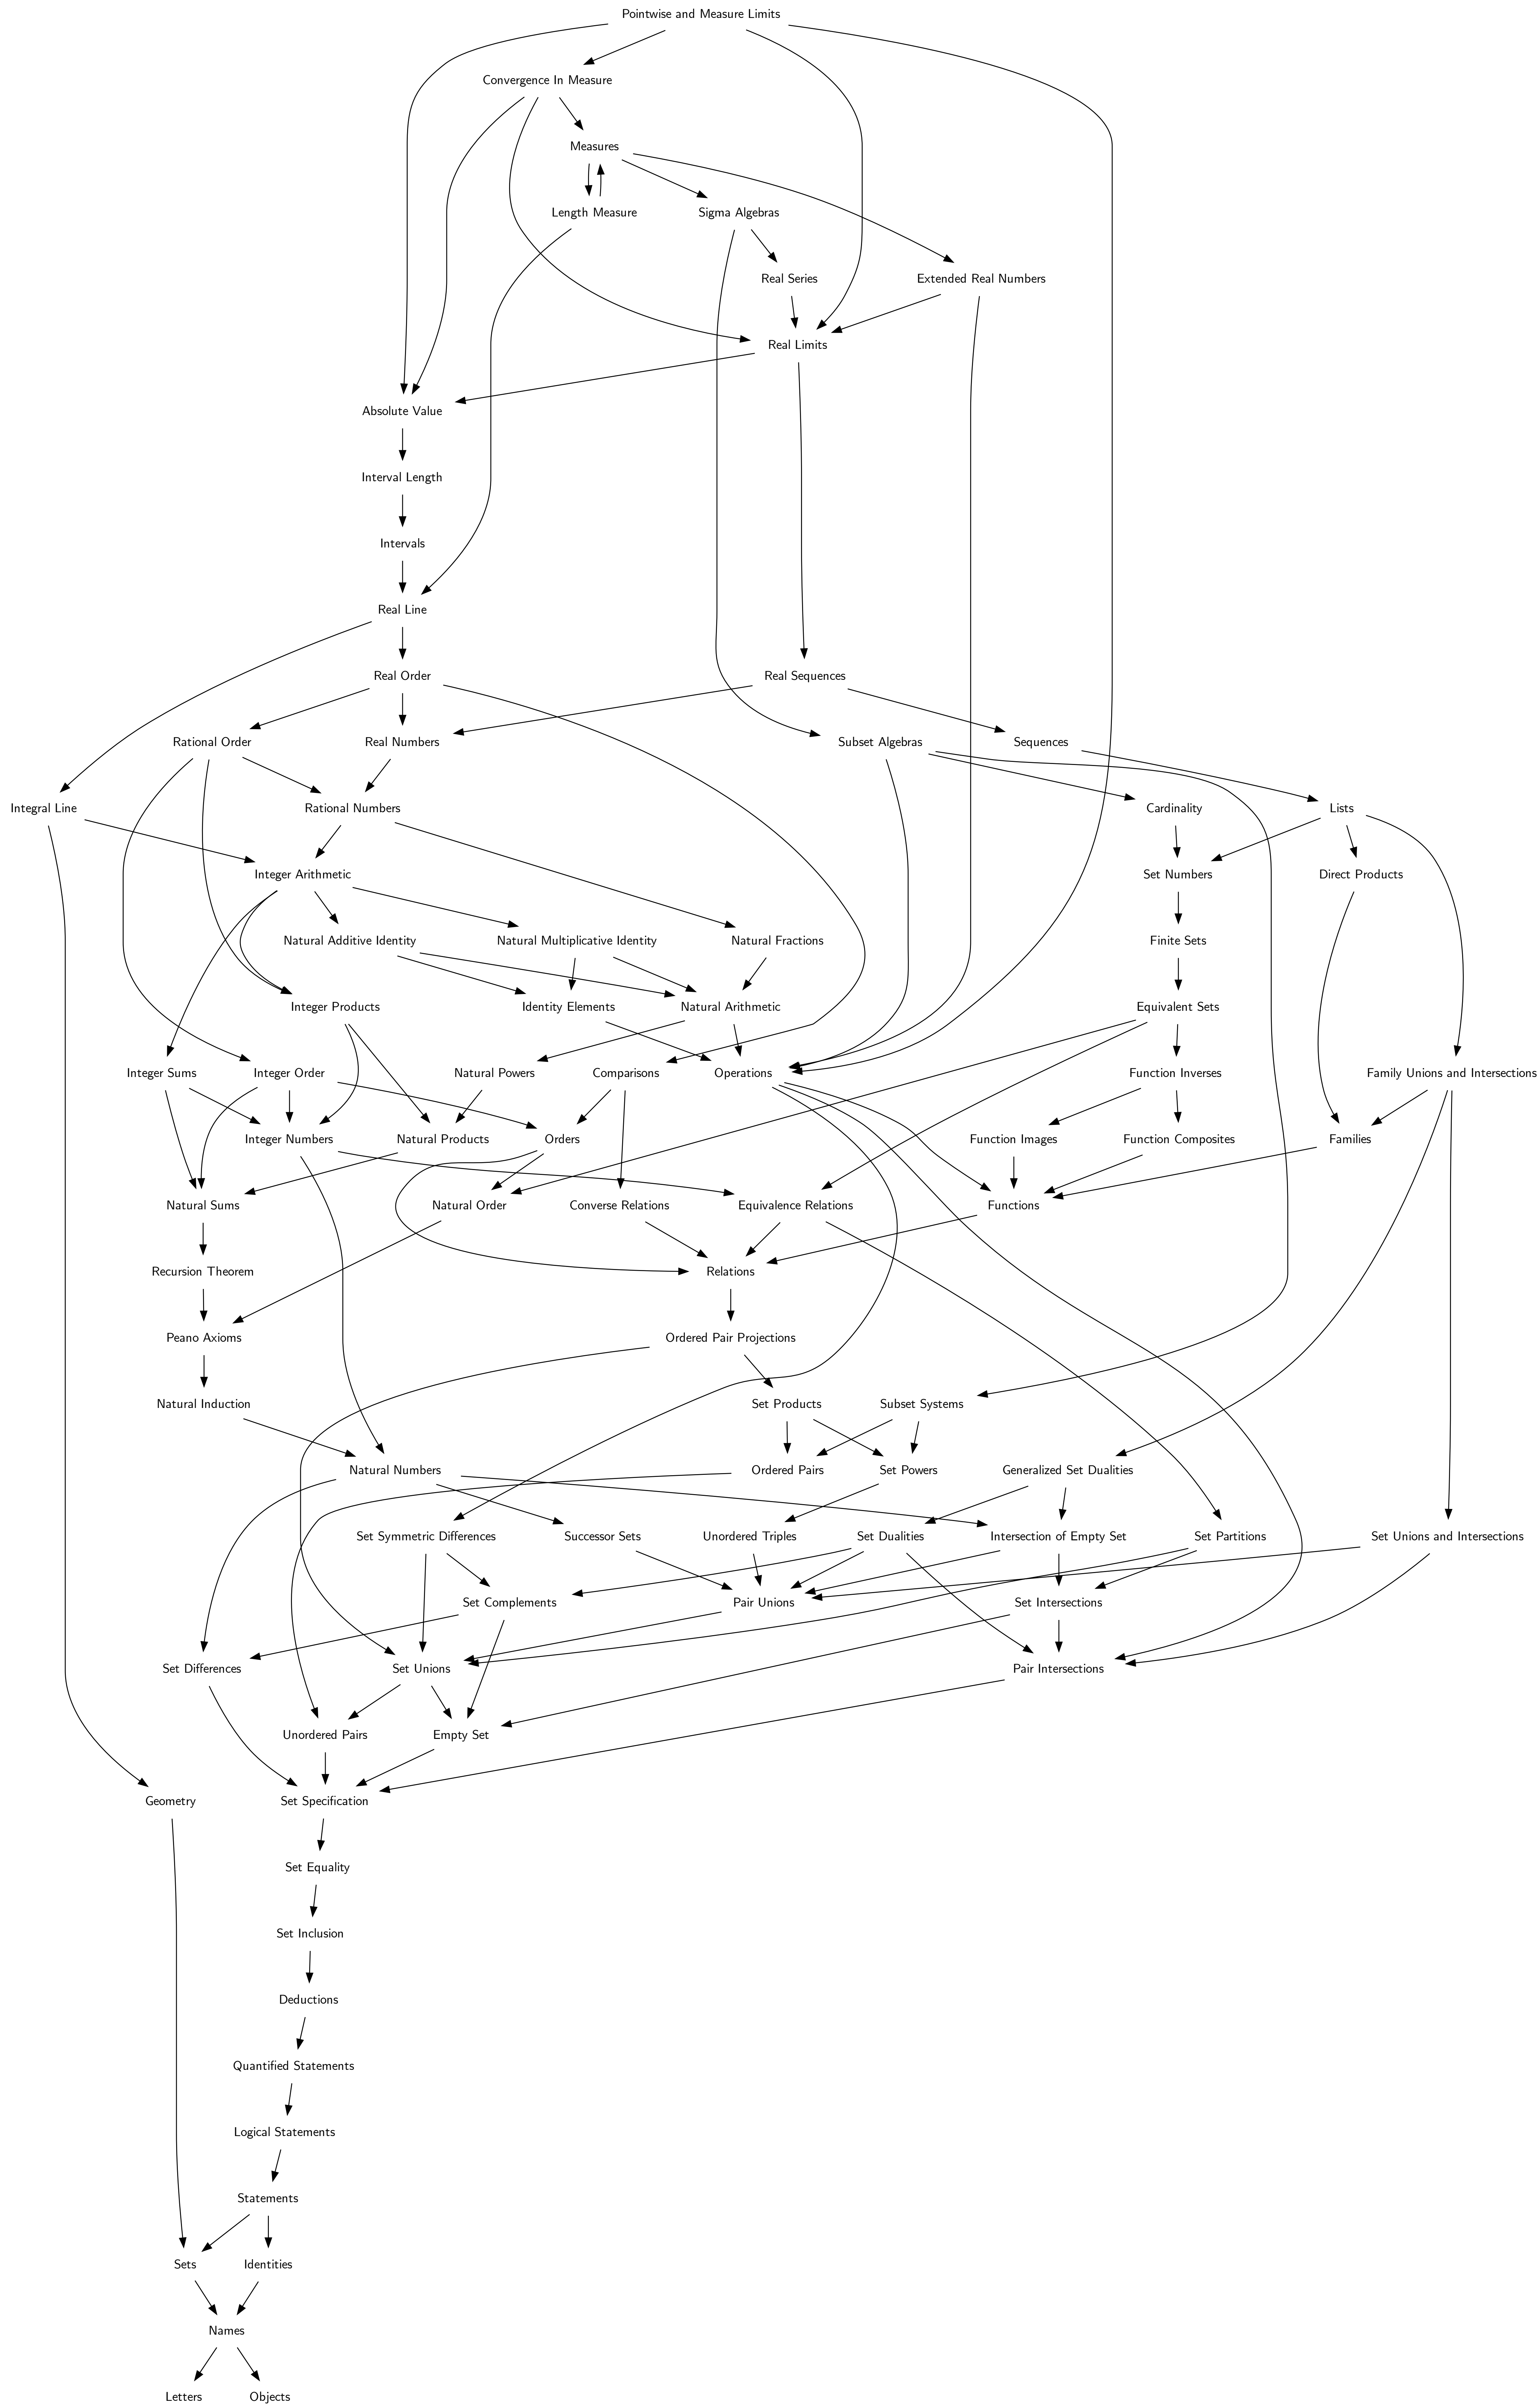 Pointwise and Measure Limits
Convergence In Measure
Measures
Length Measure
Sigma Algebras
Real Series
Extended Real Numbers
Real Limits
Absolute Value
Interval Length
Intervals
Real Line
Real Order
Real Sequences
Rational Order
Real Numbers
Subset Algebras
Sequences
Integral Line
Rational Numbers
Cardinality
Lists
Integer Arithmetic
Set Numbers
Direct Products
Natural Additive Identity
Natural Multiplicative Identity
Natural Fractions
Finite Sets
Integer Products
Identity Elements
Natural Arithmetic
Equivalent Sets
Integer Sums
Integer Order
Natural Powers
Comparisons
Operations
Function Inverses
Family Unions and Intersections
Integer Numbers
Natural Products
Orders
Function Images
Function Composites
Families
Natural Sums
Natural Order
Converse Relations
Equivalence Relations
Functions
Recursion Theorem
Relations
Peano Axioms
Ordered Pair Projections
Natural Induction
Set Products
Subset Systems
Natural Numbers
Ordered Pairs
Set Powers
Generalized Set Dualities
Set Symmetric Differences
Successor Sets
Unordered Triples
Set Dualities
Intersection of Empty Set
Set Partitions
Set Unions and Intersections
Set Complements
Pair Unions
Set Intersections
Set Differences
Set Unions
Pair Intersections
Unordered Pairs
Empty Set
Geometry
Set Specification
Set Equality
Set Inclusion
Deductions
Quantified Statements
Logical Statements
Statements
Sets
Identities
Names
Letters
Objects